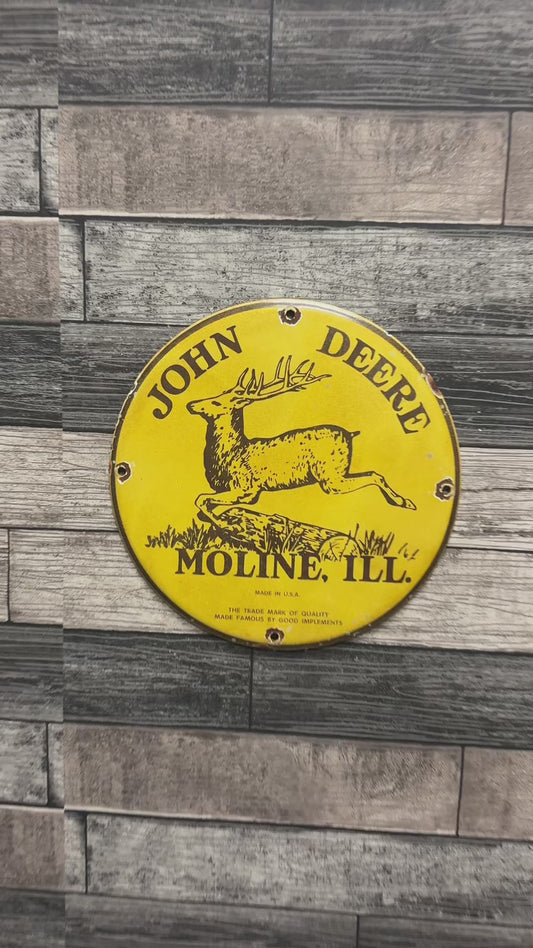 JOHN DEERE
MOLINE, ILL.
MADE IN U.S.A.
THE TRADE MARK OF QUALITY
MADE FAMOUS BY GOOD IMPLEMENTS